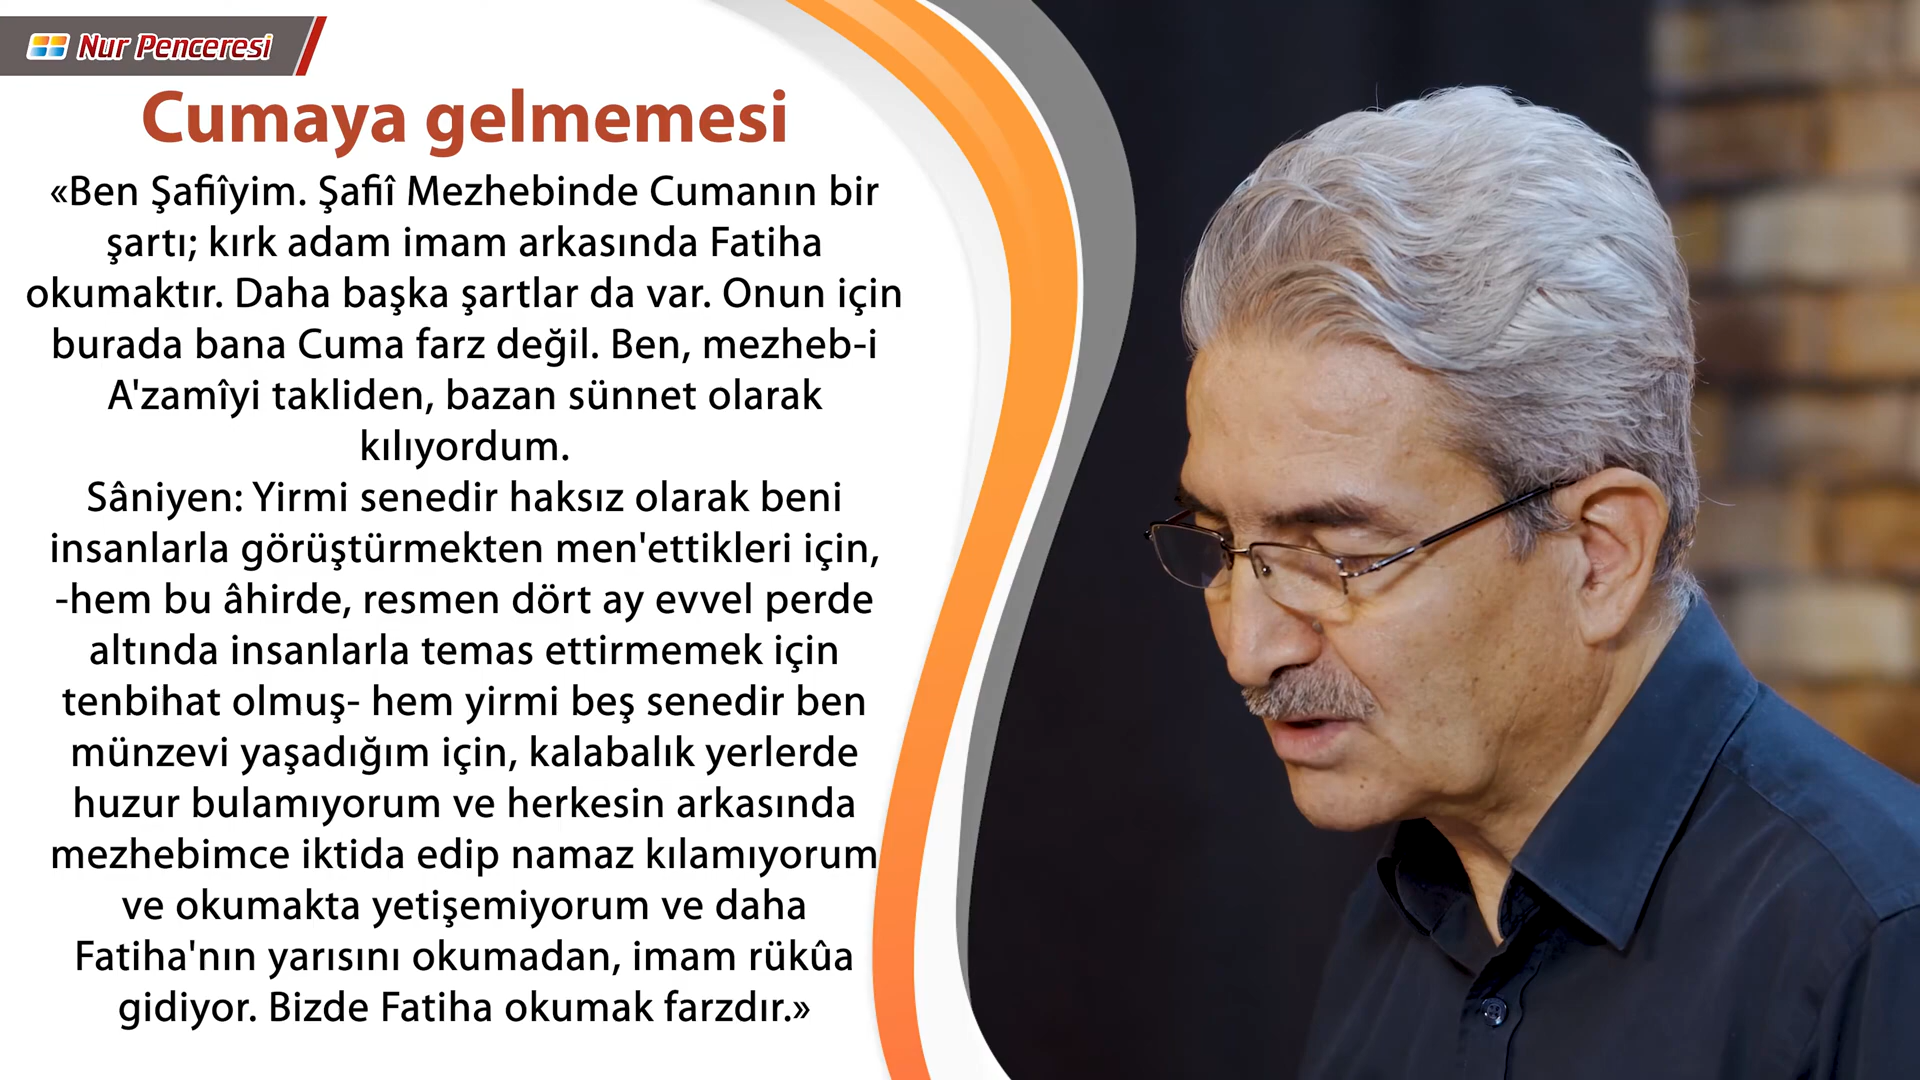 Nur Penceresi
Cumaya gelmemesi
«Ben Şafiîyim. Şafiî Mezhebinde Cumanın bir
şartı; kırk adam imam arkasında Fatiha
okumaktır. Daha başka şartlar da var. Onun için
burada bana Cuma farz değil. Ben, mezheb-i
A'zamîyi takliden, bazan sünnet olarak
kılıyordum.
Sâniyen: Yirmi senedir haksız olarak beni
insanlarla görüştürmekten men'ettikleri için,
-hem bu âhirde, resmen dört ay evvel perde
altında insanlarla temas ettirmemek için
tenbihat olmuş- hem yirmi beş senedir ben
münzevi yaşadığım için, kalabalık yerlerde
huzur bulamıyorum ve herkesin arkasında
mezhebimce iktida edip namaz kılamıyorum
ve okumakta yetişemiyorum ve daha
Fatiha'nın yarısını okumadan, imam rükûa
gidiyor. Bizde Fatiha okumak farzdır.»